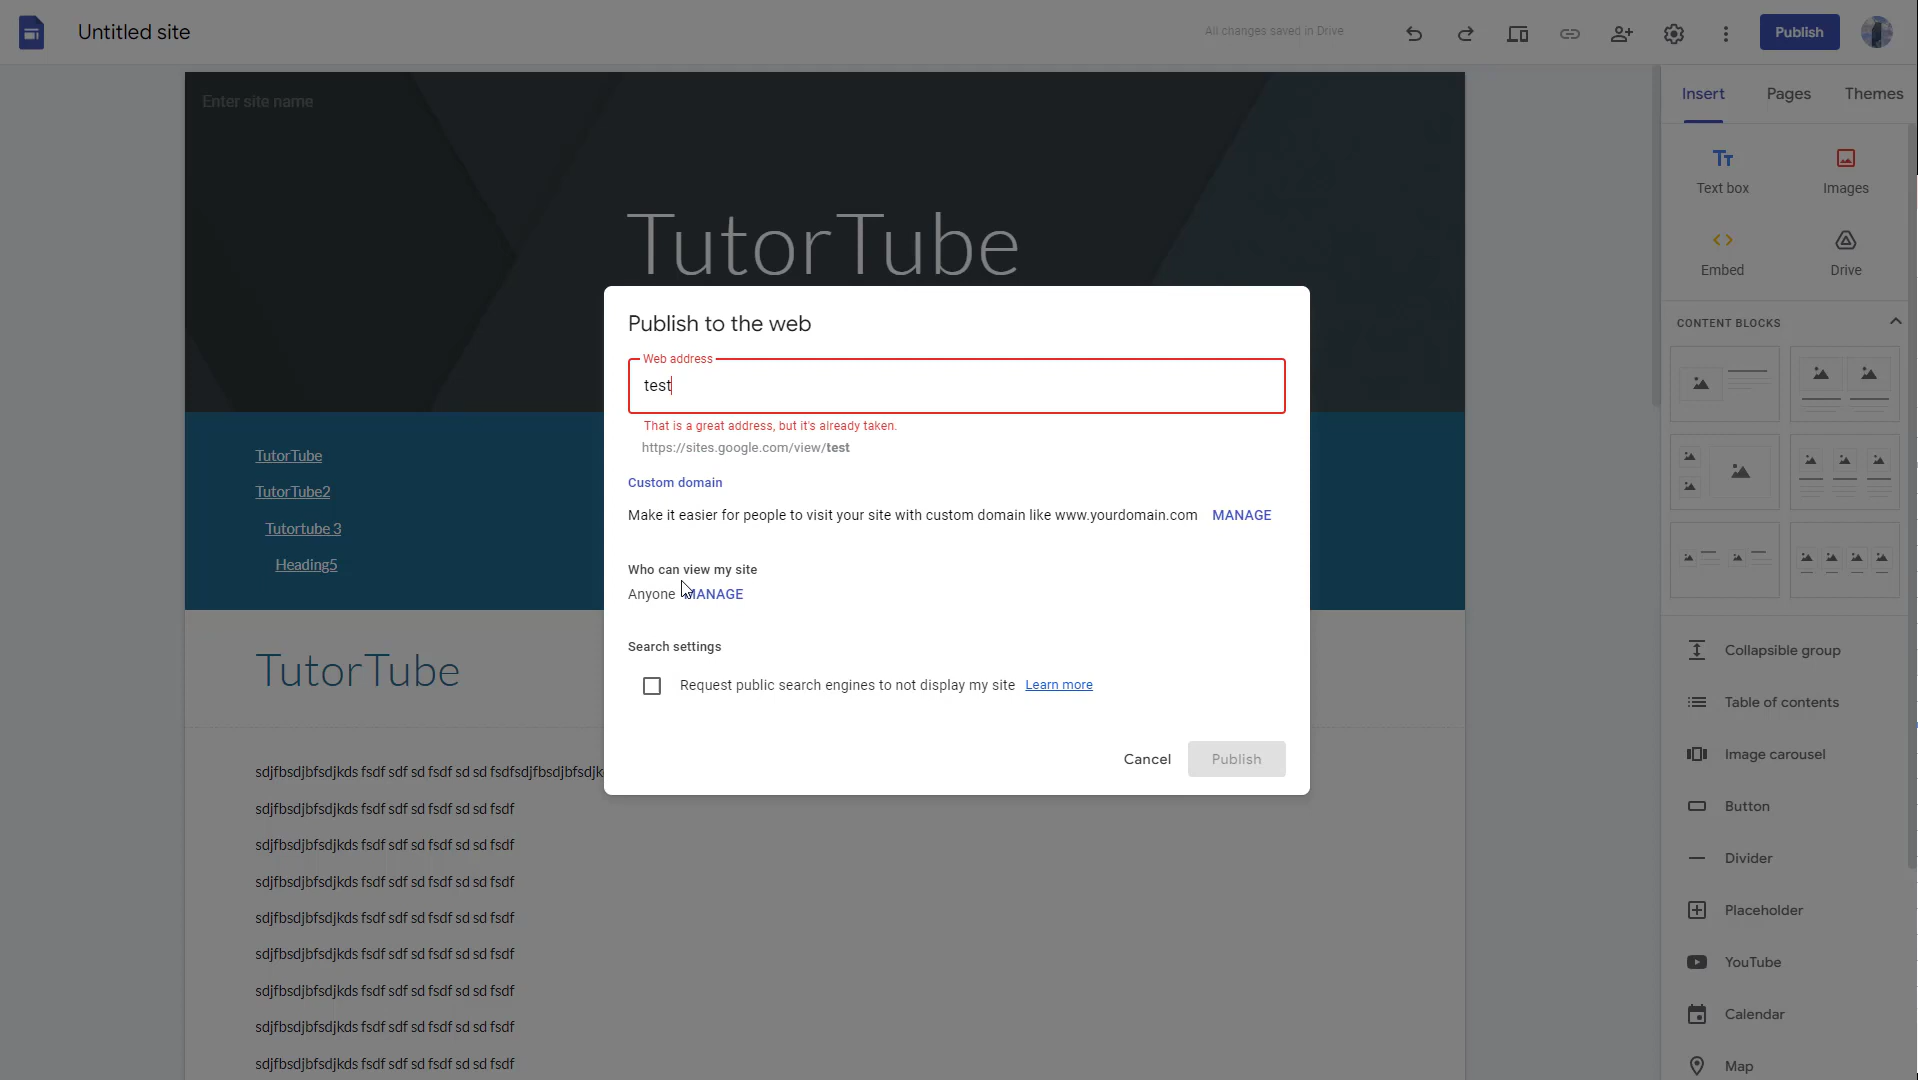 Untitled site
All changes saved in Drive
Publish
Enter site name
TutorTube
Insert
Pages
Themes
Text box
Images
Embed
Drive
CONTENT BLOCKS
Collapsible group
Table of contents
Image carousel
Button
Divider
Placeholder
YouTube
Calendar
Map
TutorTube
TutorTube2
Tutortube 3
Heading5
TutorTube
sdjfbsdjbfsdjkds fsdf sdf sd fsdf sd sd fsdfsdjfbsdjbfsdjk
sdjfbsdjbfsdjkds fsdf sdf sd fsdf sd sd fsdf
sdjfbsdjbfsdjkds fsdf sdf sd fsdf sd sd fsdf
sdjfbsdjbfsdjkds fsdf sdf sd fsdf sd sd fsdf
sdjfbsdjbfsdjkds fsdf sdf sd fsdf sd sd fsdf
sdjfbsdjbfsdjkds fsdf sdf sd fsdf sd sd fsdf
sdjfbsdjbfsdjkds fsdf sdf sd fsdf sd sd fsdf
sdjfbsdjbfsdjkds fsdf sdf sd fsdf sd sd fsdf
sdjfbsdjbfsdjkds fsdf sdf sd fsdf sd sd fsdf
Publish to the web
Web address
test
That is a great address, but it's already taken.
https://sites.google.com/view/test
Custom domain
Make it easier for people to visit your site with custom domain like www.yourdomain.com MANAGE
Who can view my site
Anyone MANAGE
Search settings
Request public search engines to not display my site Learn more
Cancel
Publish